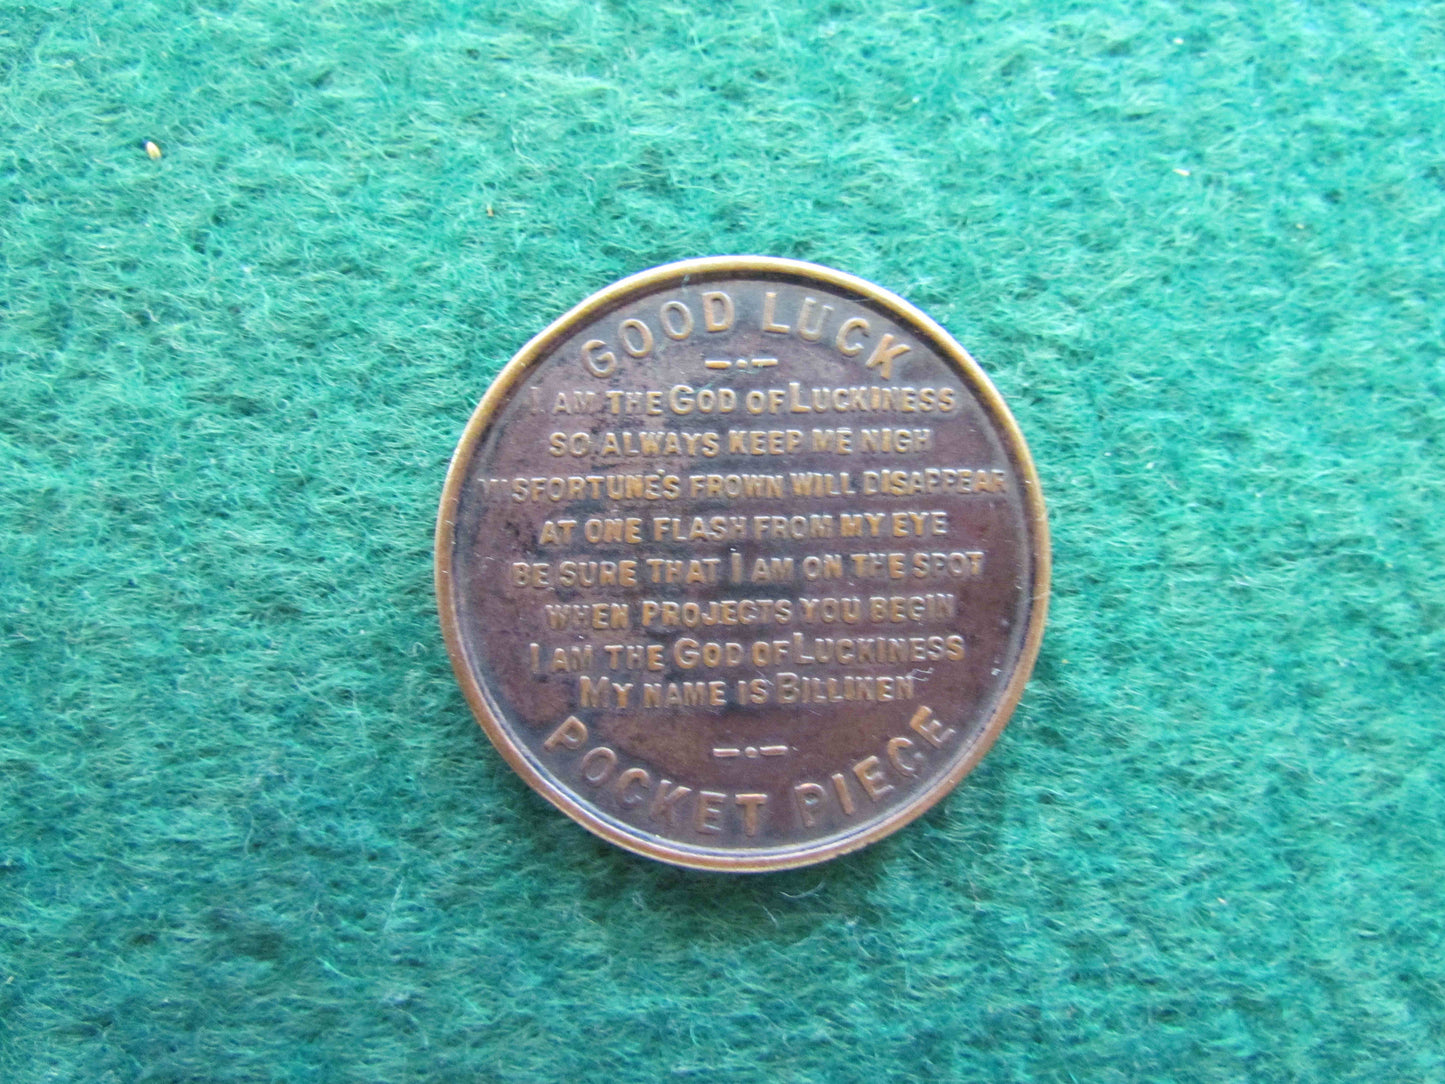 GOOD LUCK
I AM THE GOD OF LUCKINESS
SO ALWAYS KEEP ME NIGH
MISFORTUNE'S FROWN WILL DISAPPEAR
AT ONE FLASH FROM MY EYE
BE SURE THAT I AM ON THE SPOT
WHEN PROJECTS YOU BEGIN
I AM THE GOD OF LUCKINESS
MY NAME IS BILLIKEN
POCKET PIECE